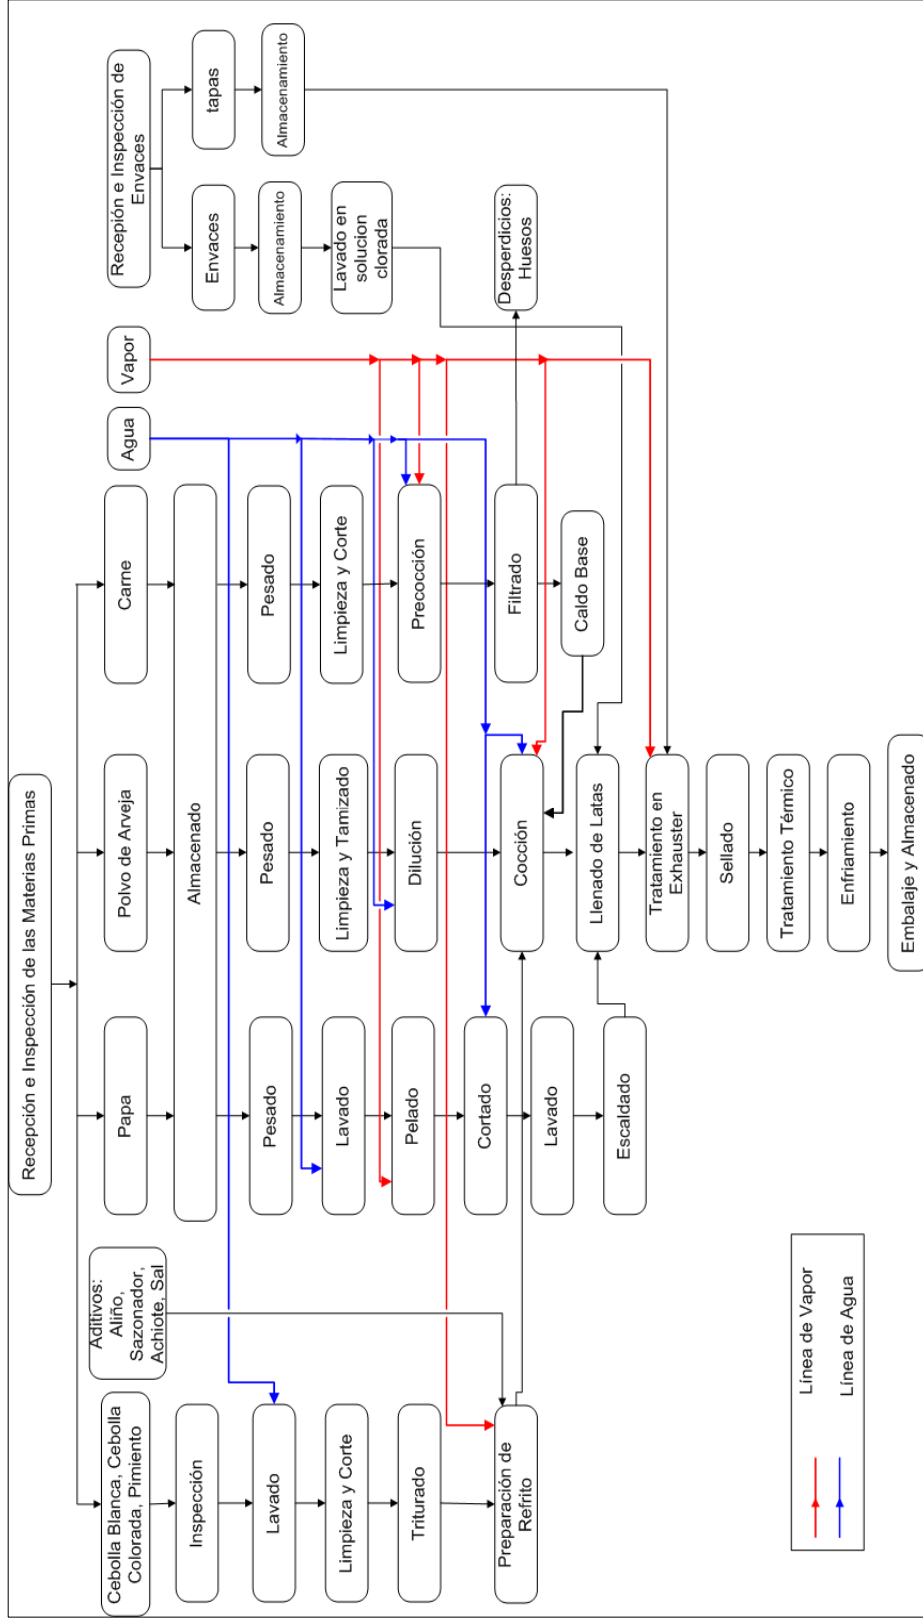 Recepción e Inspección de las Materias Primas
Cebolla Blanca, Cebolla
Colorada, Pimiento
Inspección
Lavado
Limpieza y Corte
Triturado
Preparación de
Refrito
Aditivos:
Aliño,
Sazonador,
Achiote, Sal
Papa
Polvo de Arveja
Carne
Almacenado
Pesado
Lavado
Pelado
Cortado
Lavado
Escaldado
Pesado
Limpieza y Tamizado
Dilución
Cocción
Llenado de Latas
Tratamiento en
Exhauster
Sellado
Tratamiento Térmico
Enfriamiento
Embalaje y Almacenado
Pesado
Limpieza y Corte
Precocción
Filtrado
Caldo Base
Desperdicios:
Huesos
Agua
Vapor
Recepión e Inspección de
Envaces
Envaces
Almacenamiento
Lavado en
solucion
clorada
tapas
Almacenamiento
Línea de Vapor
Línea de Agua